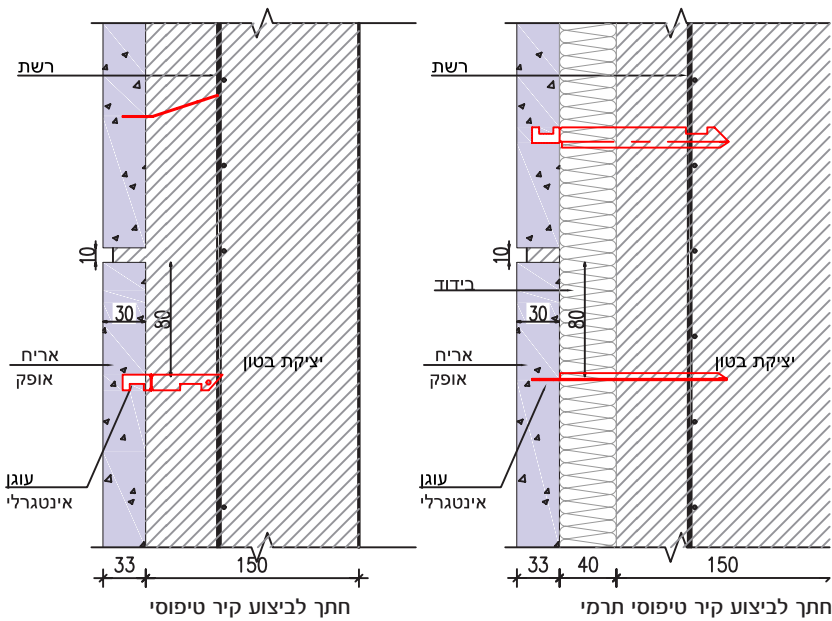 רשת
10
30
80
אריח
אופק
יציקת בטון
עוגן
אינטגרלי
33
150
חתך לביצוע קיר טיפוסי
רשת
10
בידוד
30
80
אריח
אופק
יציקת בטון
עוגן
אינטגרלי
33
40
150
חתך לביצוע קיר טיפוסי תרמי